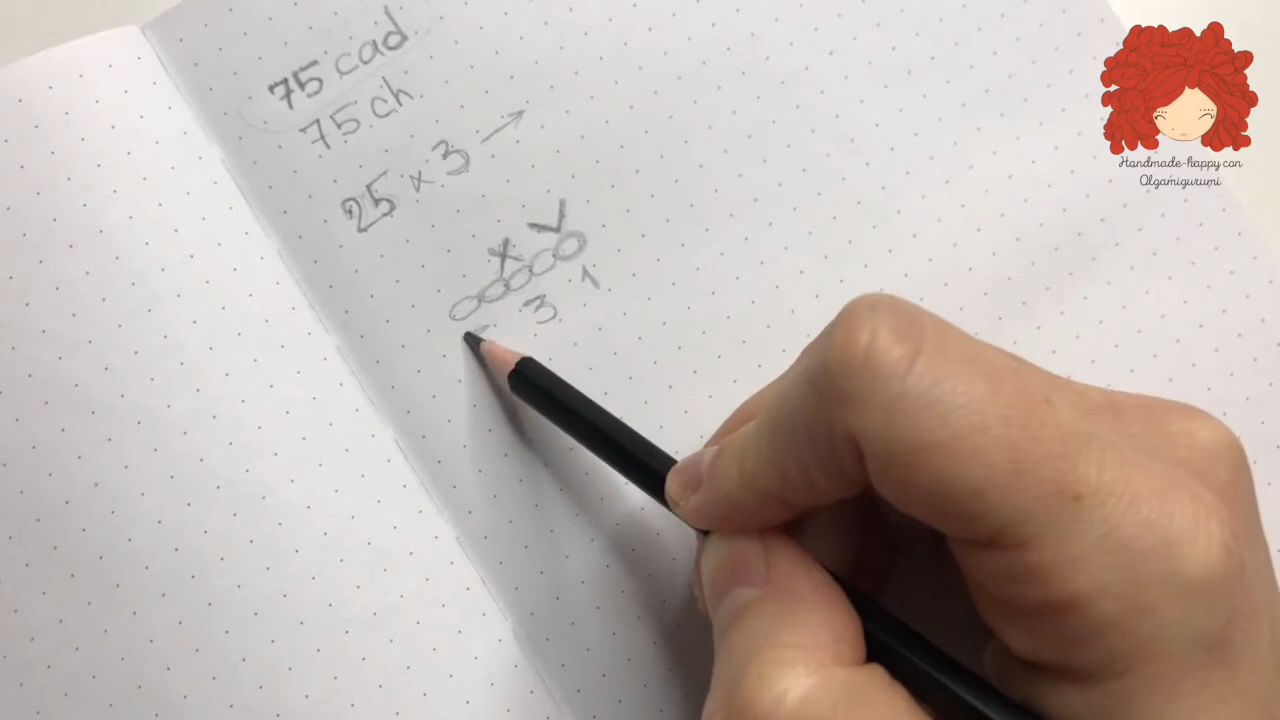 75 cad
75 ch.
25 x 3 →
x V
3 1
Handmade-happy con
Olgamigurumi